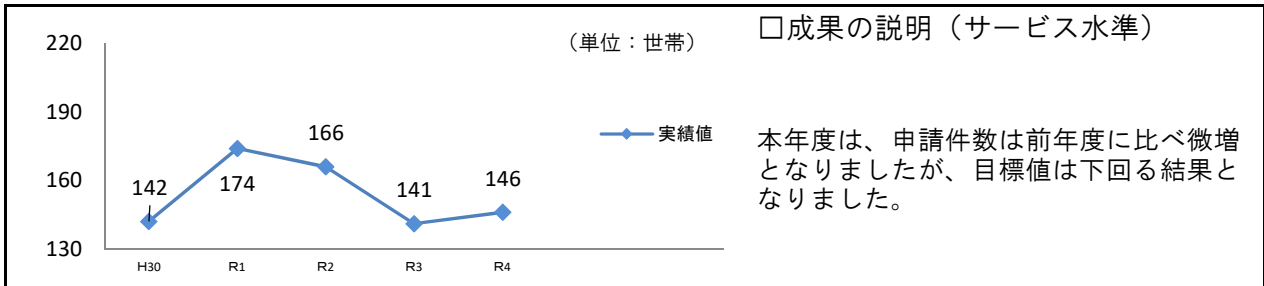 220
190
160
130
（単位：世帯）
142
174
166
141
146
実績値
H30
R1
R2
R3
R4
□成果の説明（サービス水準）
本年度は、申請件数は前年度に比べ微増
となりましたが、目標値は下回る結果と
なりました。